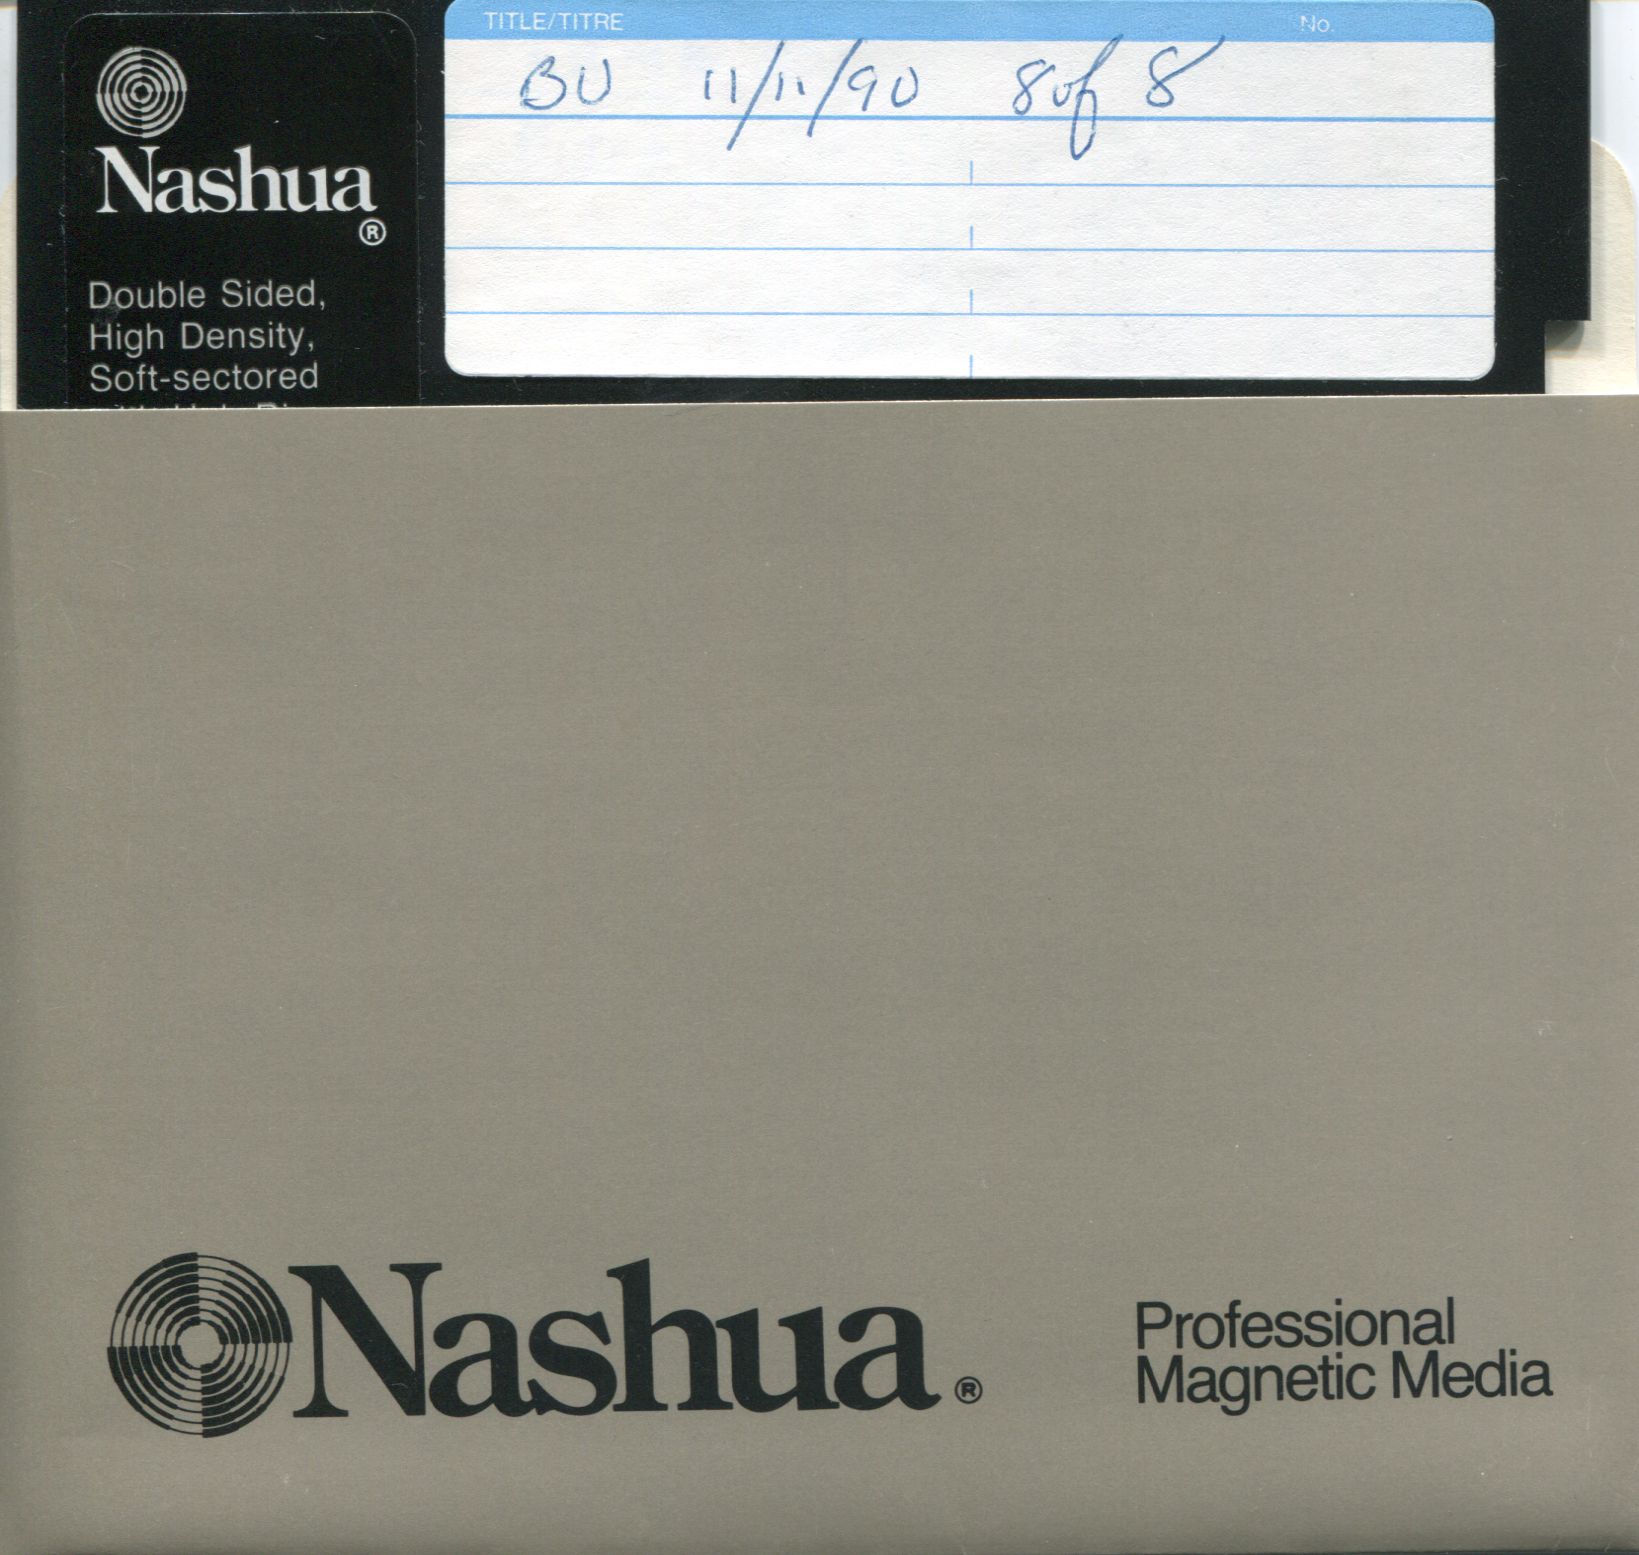 TITLE/TITRE No.
BU 11/11/90 8 of 8
Nashua
®
Double Sided,
High Density,
Soft-sectored
Nashua®
Professional
Magnetic Media